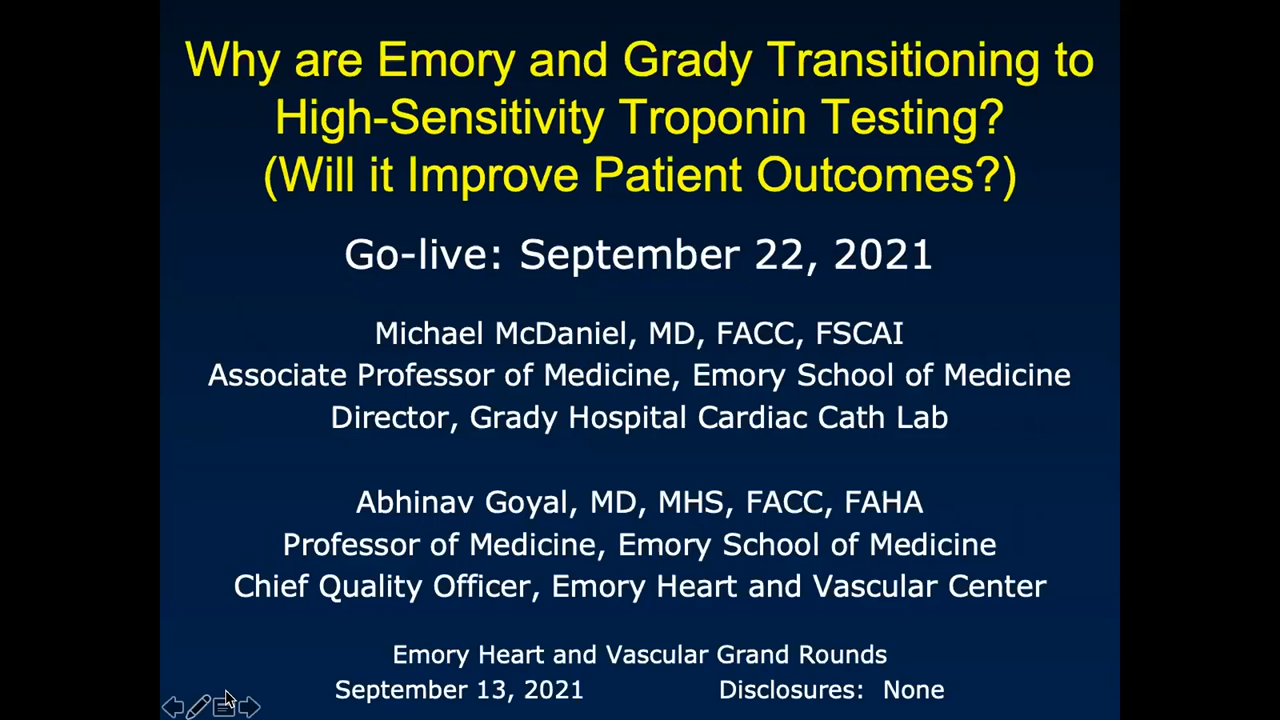 Why are Emory and Grady Transitioning to
High-Sensitivity Troponin Testing?
(Will it Improve Patient Outcomes?)
Go-live: September 22, 2021
Michael McDaniel, MD, FACC, FSCAI
Associate Professor of Medicine, Emory School of Medicine
Director, Grady Hospital Cardiac Cath Lab
Abhinav Goyal, MD, MHS, FACC, FAHA
Professor of Medicine, Emory School of Medicine
Chief Quality Officer, Emory Heart and Vascular Center
Emory Heart and Vascular Grand Rounds
September 13, 2021 Disclosures: None